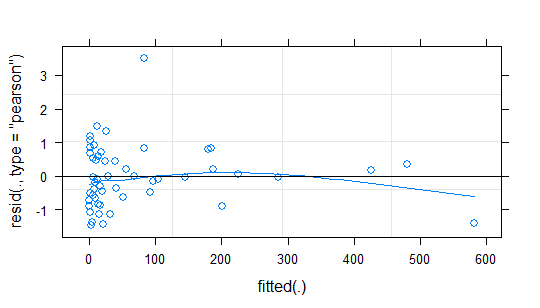 resid(., type = "pearson")
3
2
1
0
-1
0 100 200 300 400 500 600
fitted(.)